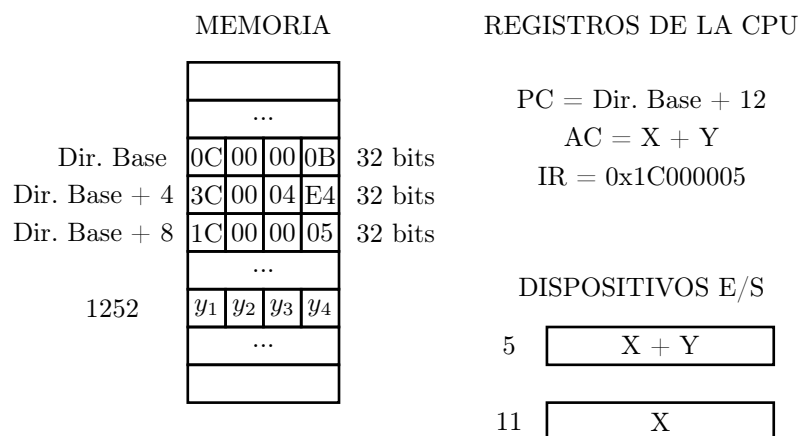 MEMORIA
...
Dir. Base 0C 00 00 0B 32 bits
Dir. Base + 4 3C 00 04 E4 32 bits
Dir. Base + 8 1C 00 00 05 32 bits
...
1252 y₁ y₂ y₃ y₄
...
REGISTROS DE LA CPU
PC = Dir. Base + 12
AC = X + Y
IR = 0x1C000005
DISPOSITIVOS E/S
5 X + Y
11 X